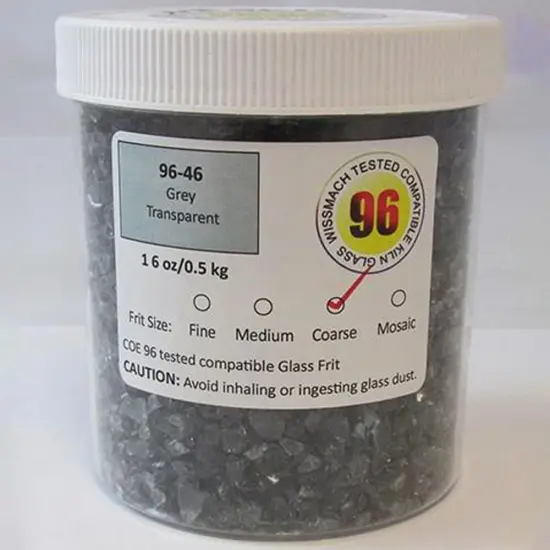 96-46
Grey
Transparent
WISSMACH TESTED COMPATIBLE KILN GLASS
96
16 oz/0.5 kg
Frit Size: Fine Medium Coarse Mosaic
COE 96 tested compatible Glass Frit
CAUTION: Avoid inhaling or ingesting glass dust.